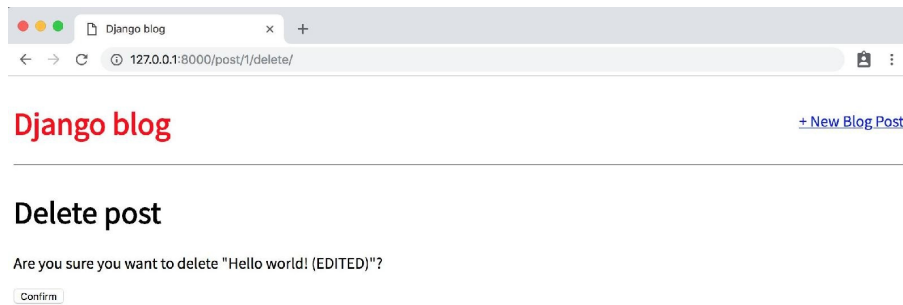 Django blog
127.0.0.1:8000/post/1/delete/
Django blog
+ New Blog Post
Delete post
Are you sure you want to delete "Hello world! (EDITED)"?
Confirm